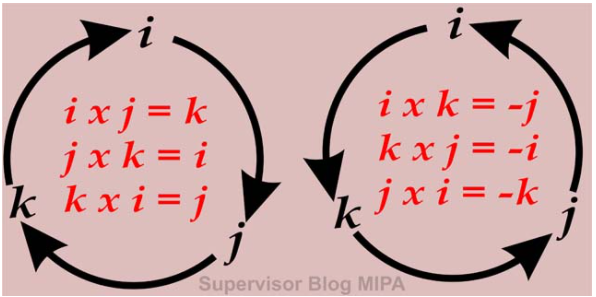 i
i x j = k
j x k = i
k x i = j
k
j
i
i x k = -j
k x j = -i
j x i = -k
k
j
Supervisor Blog MIPA